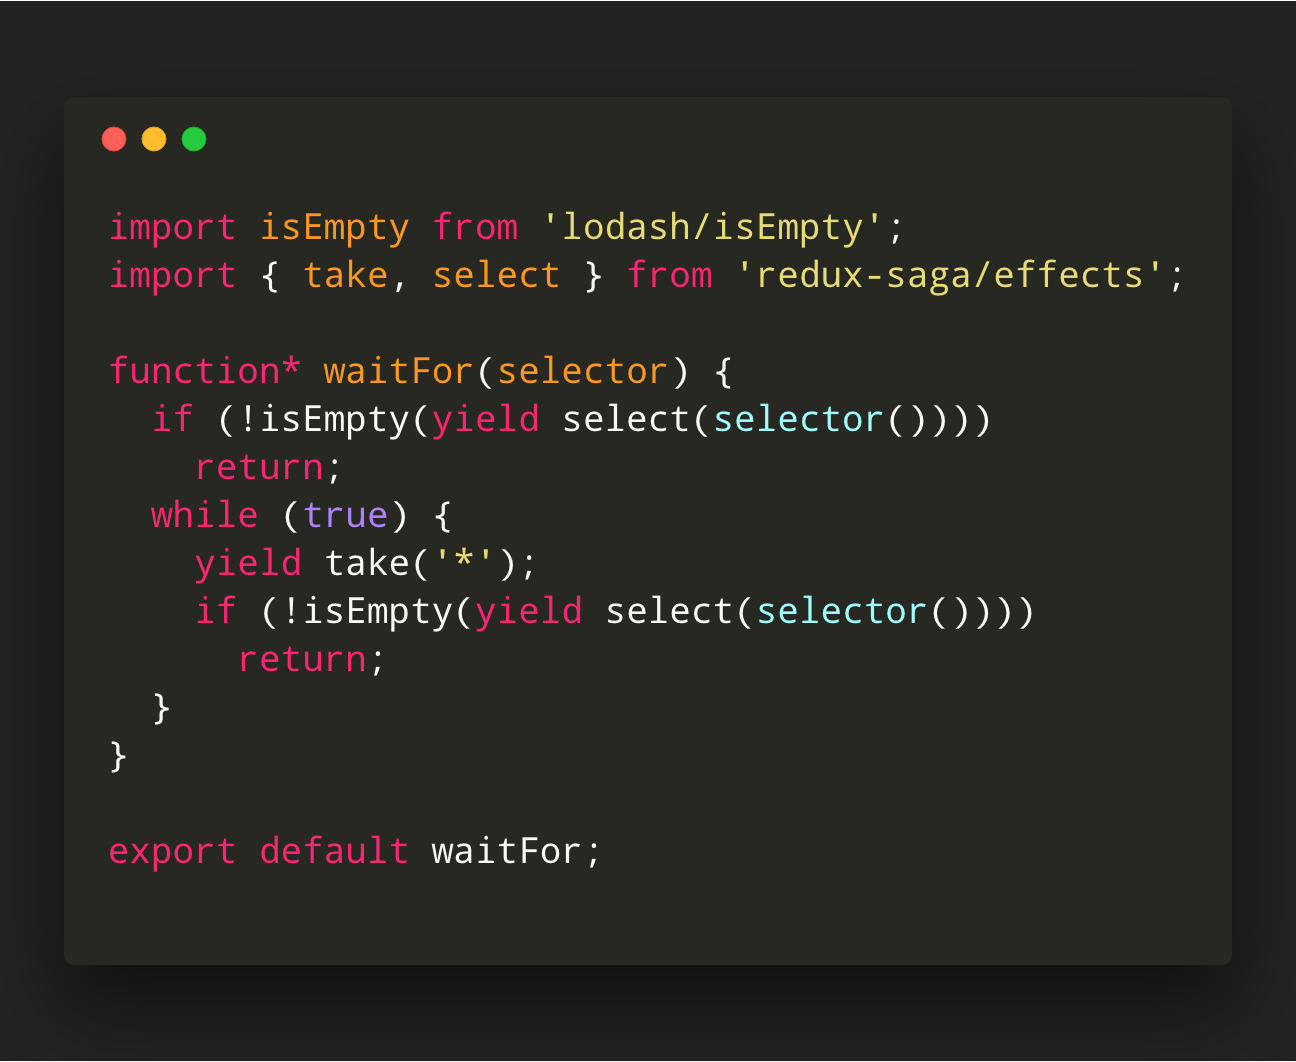 import isEmpty from 'lodash/isEmpty';
import { take, select } from 'redux-saga/effects';

function* waitFor(selector) {
  if (!isEmpty(yield select(selector())))
    return;
  while (true) {
    yield take('*');
    if (!isEmpty(yield select(selector())))
      return;
  }
}

export default waitFor;